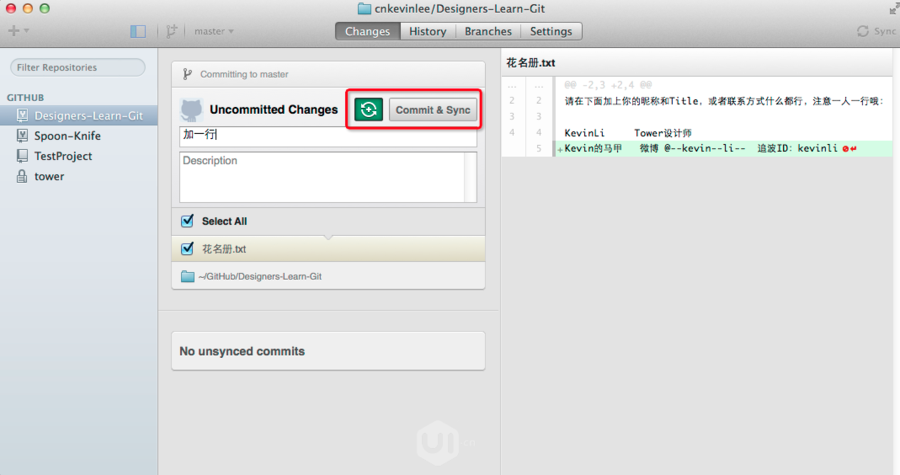 cnkevinlee/Designers-Learn-Git
master
Changes History Branches Settings
Sync
Filter Repositories
GITHUB
Designers-Learn-Git
Spoon-Knife
TestProject
tower
Committing to master
Uncommitted Changes
Commit & Sync
加一行
Description
Select All
花名册.txt
~/GitHub/Designers-Learn-Git
No unsynced commits
花名册.txt
... ... @@ -2,3 +2,4 @@
2 2 请在下面加上你的昵称和Title，或者联系方式什么都行，注意一人一行哦：
3 3
4 4 KevinLi Tower设计师
5 +Kevin的马甲 微博 @--kevin--li-- 追波ID：kevinli
UI